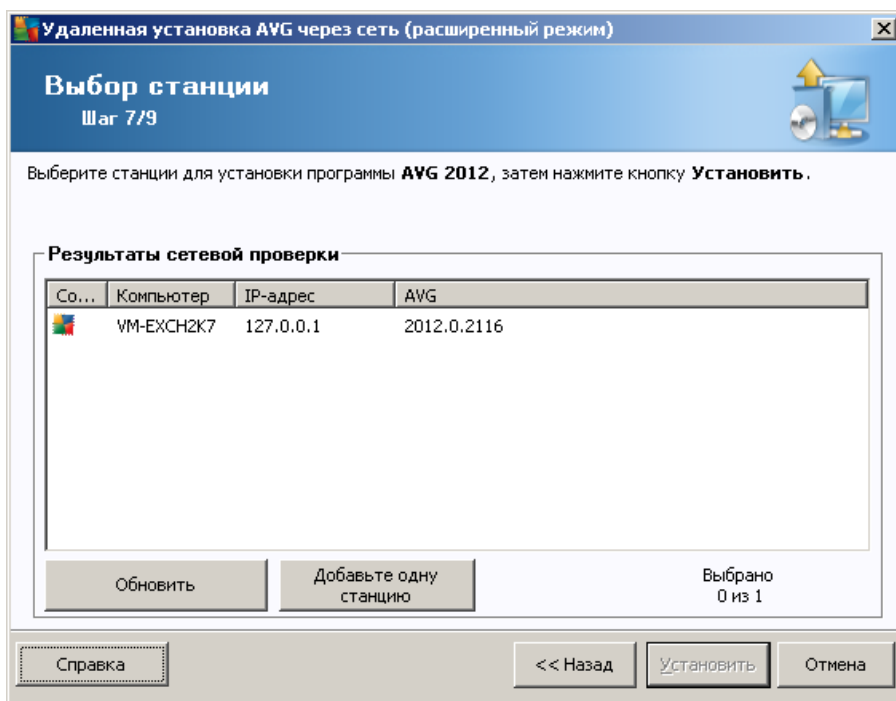 Удаленная установка AVG через сеть (расширенный режим)
Выбор станции
Шаг 7/9
Выберите станции для установки программы AVG 2012, затем нажмите кнопку Установить.
Результаты сетевой проверки
Со... Компьютер IP-адрес AVG
VM-EXCH2K7 127.0.0.1 2012.0.2116
Обновить
Добавьте одну
станцию
Выбрано
0 из 1
Справка
<< Назад
Установить
Отмена